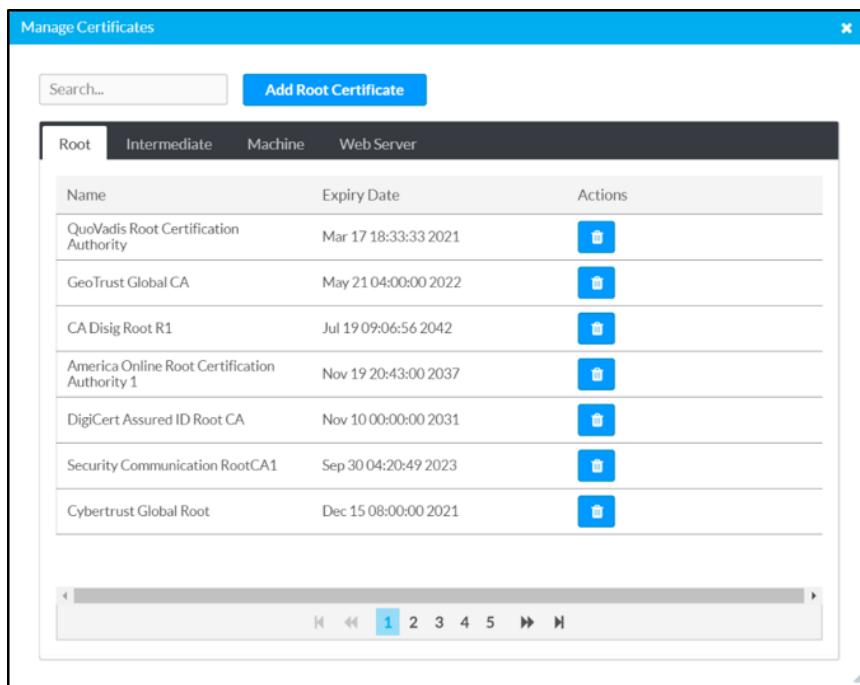 Manage Certificates
Search...
Add Root Certificate
Root Intermediate Machine Web Server
Name Expiry Date Actions
QuoVadis Root Certification
Authority
Mar 17 18:33:33 2021
GeoTrust Global CA May 21 04:00:00 2022
CA Disig Root R1 Jul 19 09:06:56 2042
America Online Root Certification
Authority 1
Nov 19 20:43:00 2037
DigiCert Assured ID Root CA Nov 10 00:00:00 2031
Security Communication RootCA1 Sep 30 04:20:49 2023
Cybertrust Global Root Dec 15 08:00:00 2021
1 2 3 4 5